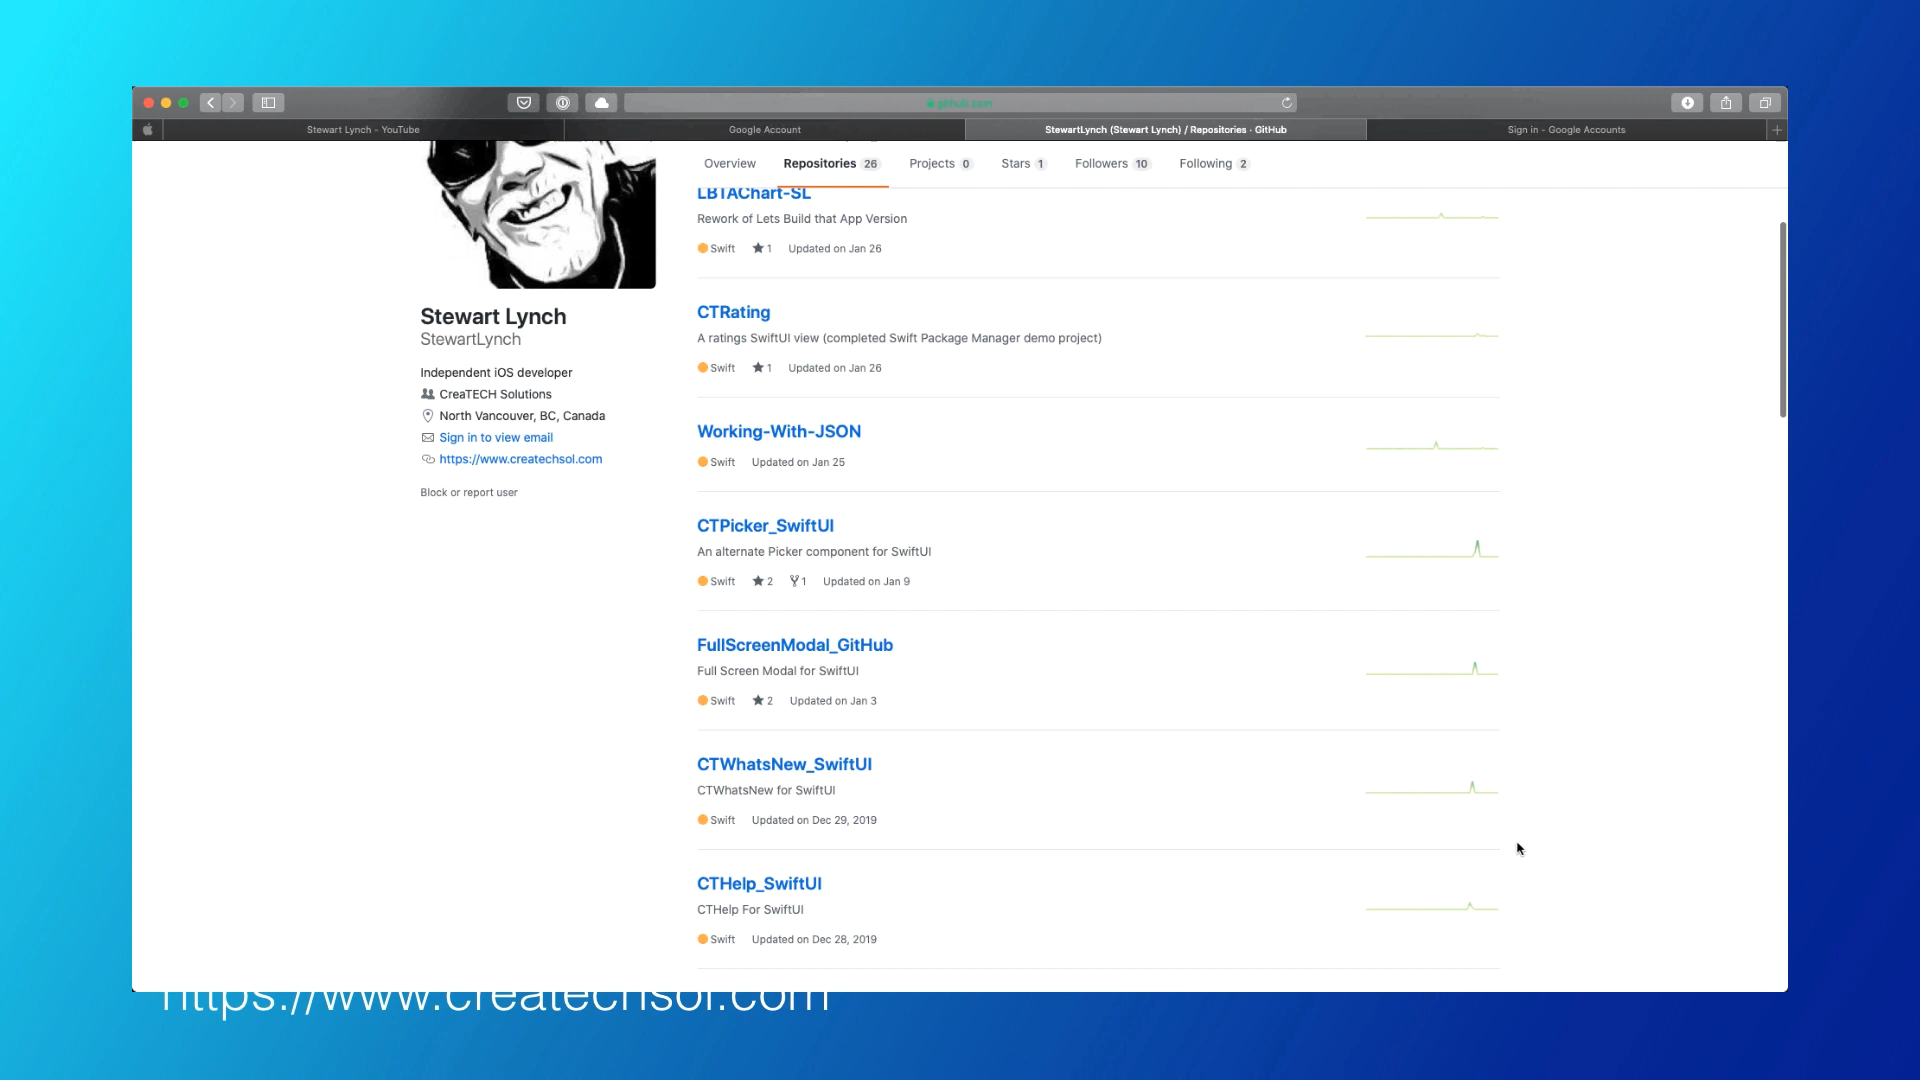 github.com
Stewart Lynch - YouTube
Google Account
StewartLynch (Stewart Lynch) / Repositories · GitHub
Sign in - Google Accounts
Overview
Repositories 26
Projects 0
Stars 1
Followers 10
Following 2
Stewart Lynch
StewartLynch
Independent iOS developer
CreaTECH Solutions
North Vancouver, BC, Canada
Sign in to view email
https://www.createchsol.com
Block or report user
LBTAChart-SL
Rework of Lets Build that App Version
Swift 1 Updated on Jan 26
CTRating
A ratings SwiftUI view (completed Swift Package Manager demo project)
Swift 1 Updated on Jan 26
Working-With-JSON
Swift Updated on Jan 25
CTPicker_SwiftUI
An alternate Picker component for SwiftUI
Swift 2 1 Updated on Jan 9
FullScreenModal_GitHub
Full Screen Modal for SwiftUI
Swift 2 Updated on Jan 3
CTWhatsNew_SwiftUI
CTWhatsNew for SwiftUI
Swift Updated on Dec 29, 2019
CTHelp_SwiftUI
CTHelp For SwiftUI
Swift Updated on Dec 28, 2019
https://www.createchsol.com